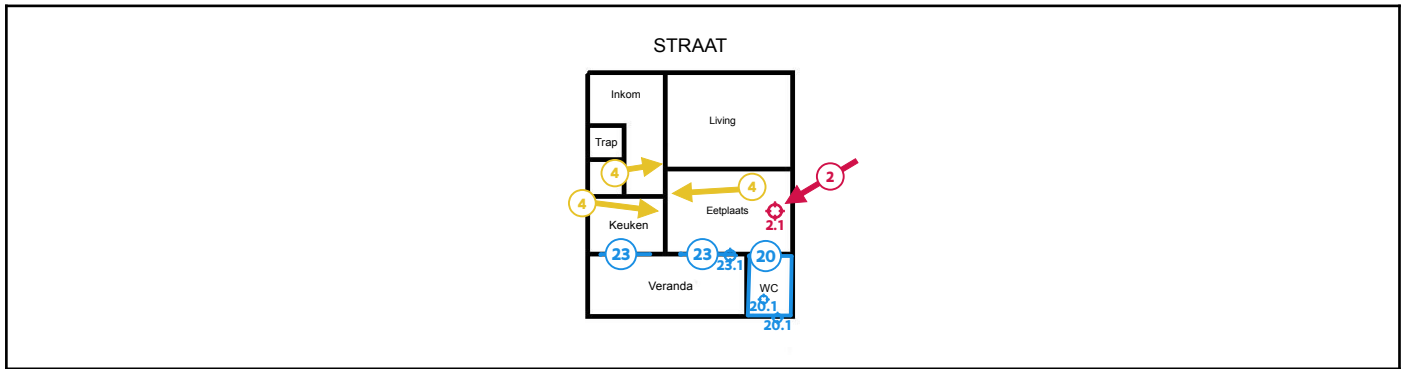 STRAAT
Inkom
Living
Trap
4
4
2
4
Eetplaats
2.1
Keuken
23
23
23.1
20
Veranda
WC
20.1
20.1